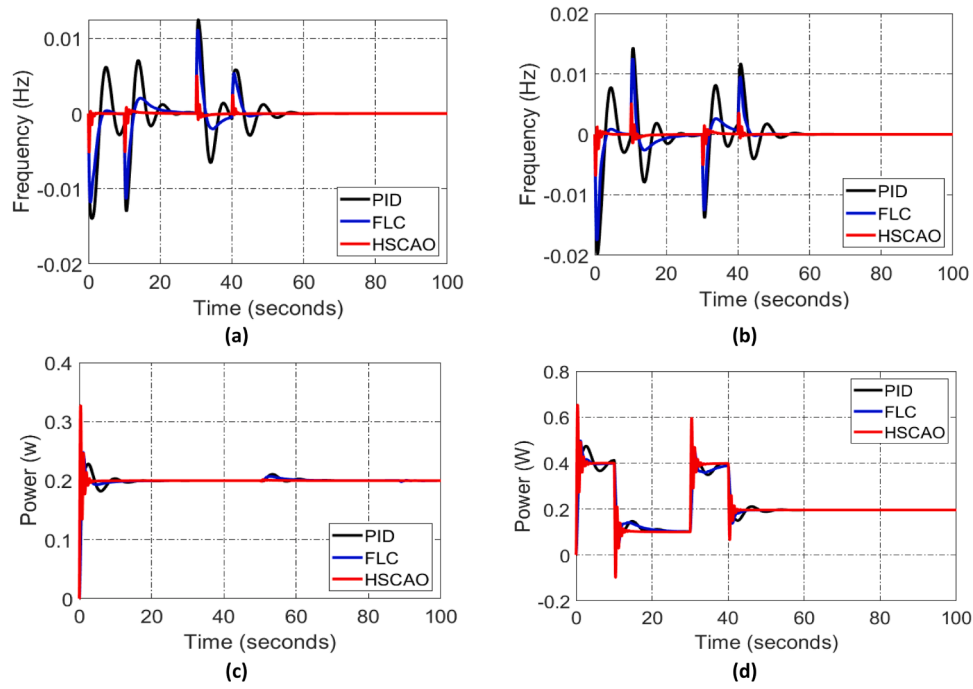 0.01
0
-0.01
-0.02
Frequency (Hz)
PID
FLC
HSCAO
0 20 40 60 80 100
Time (seconds)
(a)
0.02
0.01
0
-0.01
-0.02
Frequency (Hz)
PID
FLC
HSCAO
0 20 40 60 80 100
Time (seconds)
(b)
0.4
0.3
0.2
0.1
0
Power (w)
PID
FLC
HSCAO
0 20 40 60 80 100
Time (seconds)
(c)
0.8
0.6
0.4
0.2
0
-0.2
Power (W)
PID
FLC
HSCAO
0 20 40 60 80 100
Time (seconds)
(d)